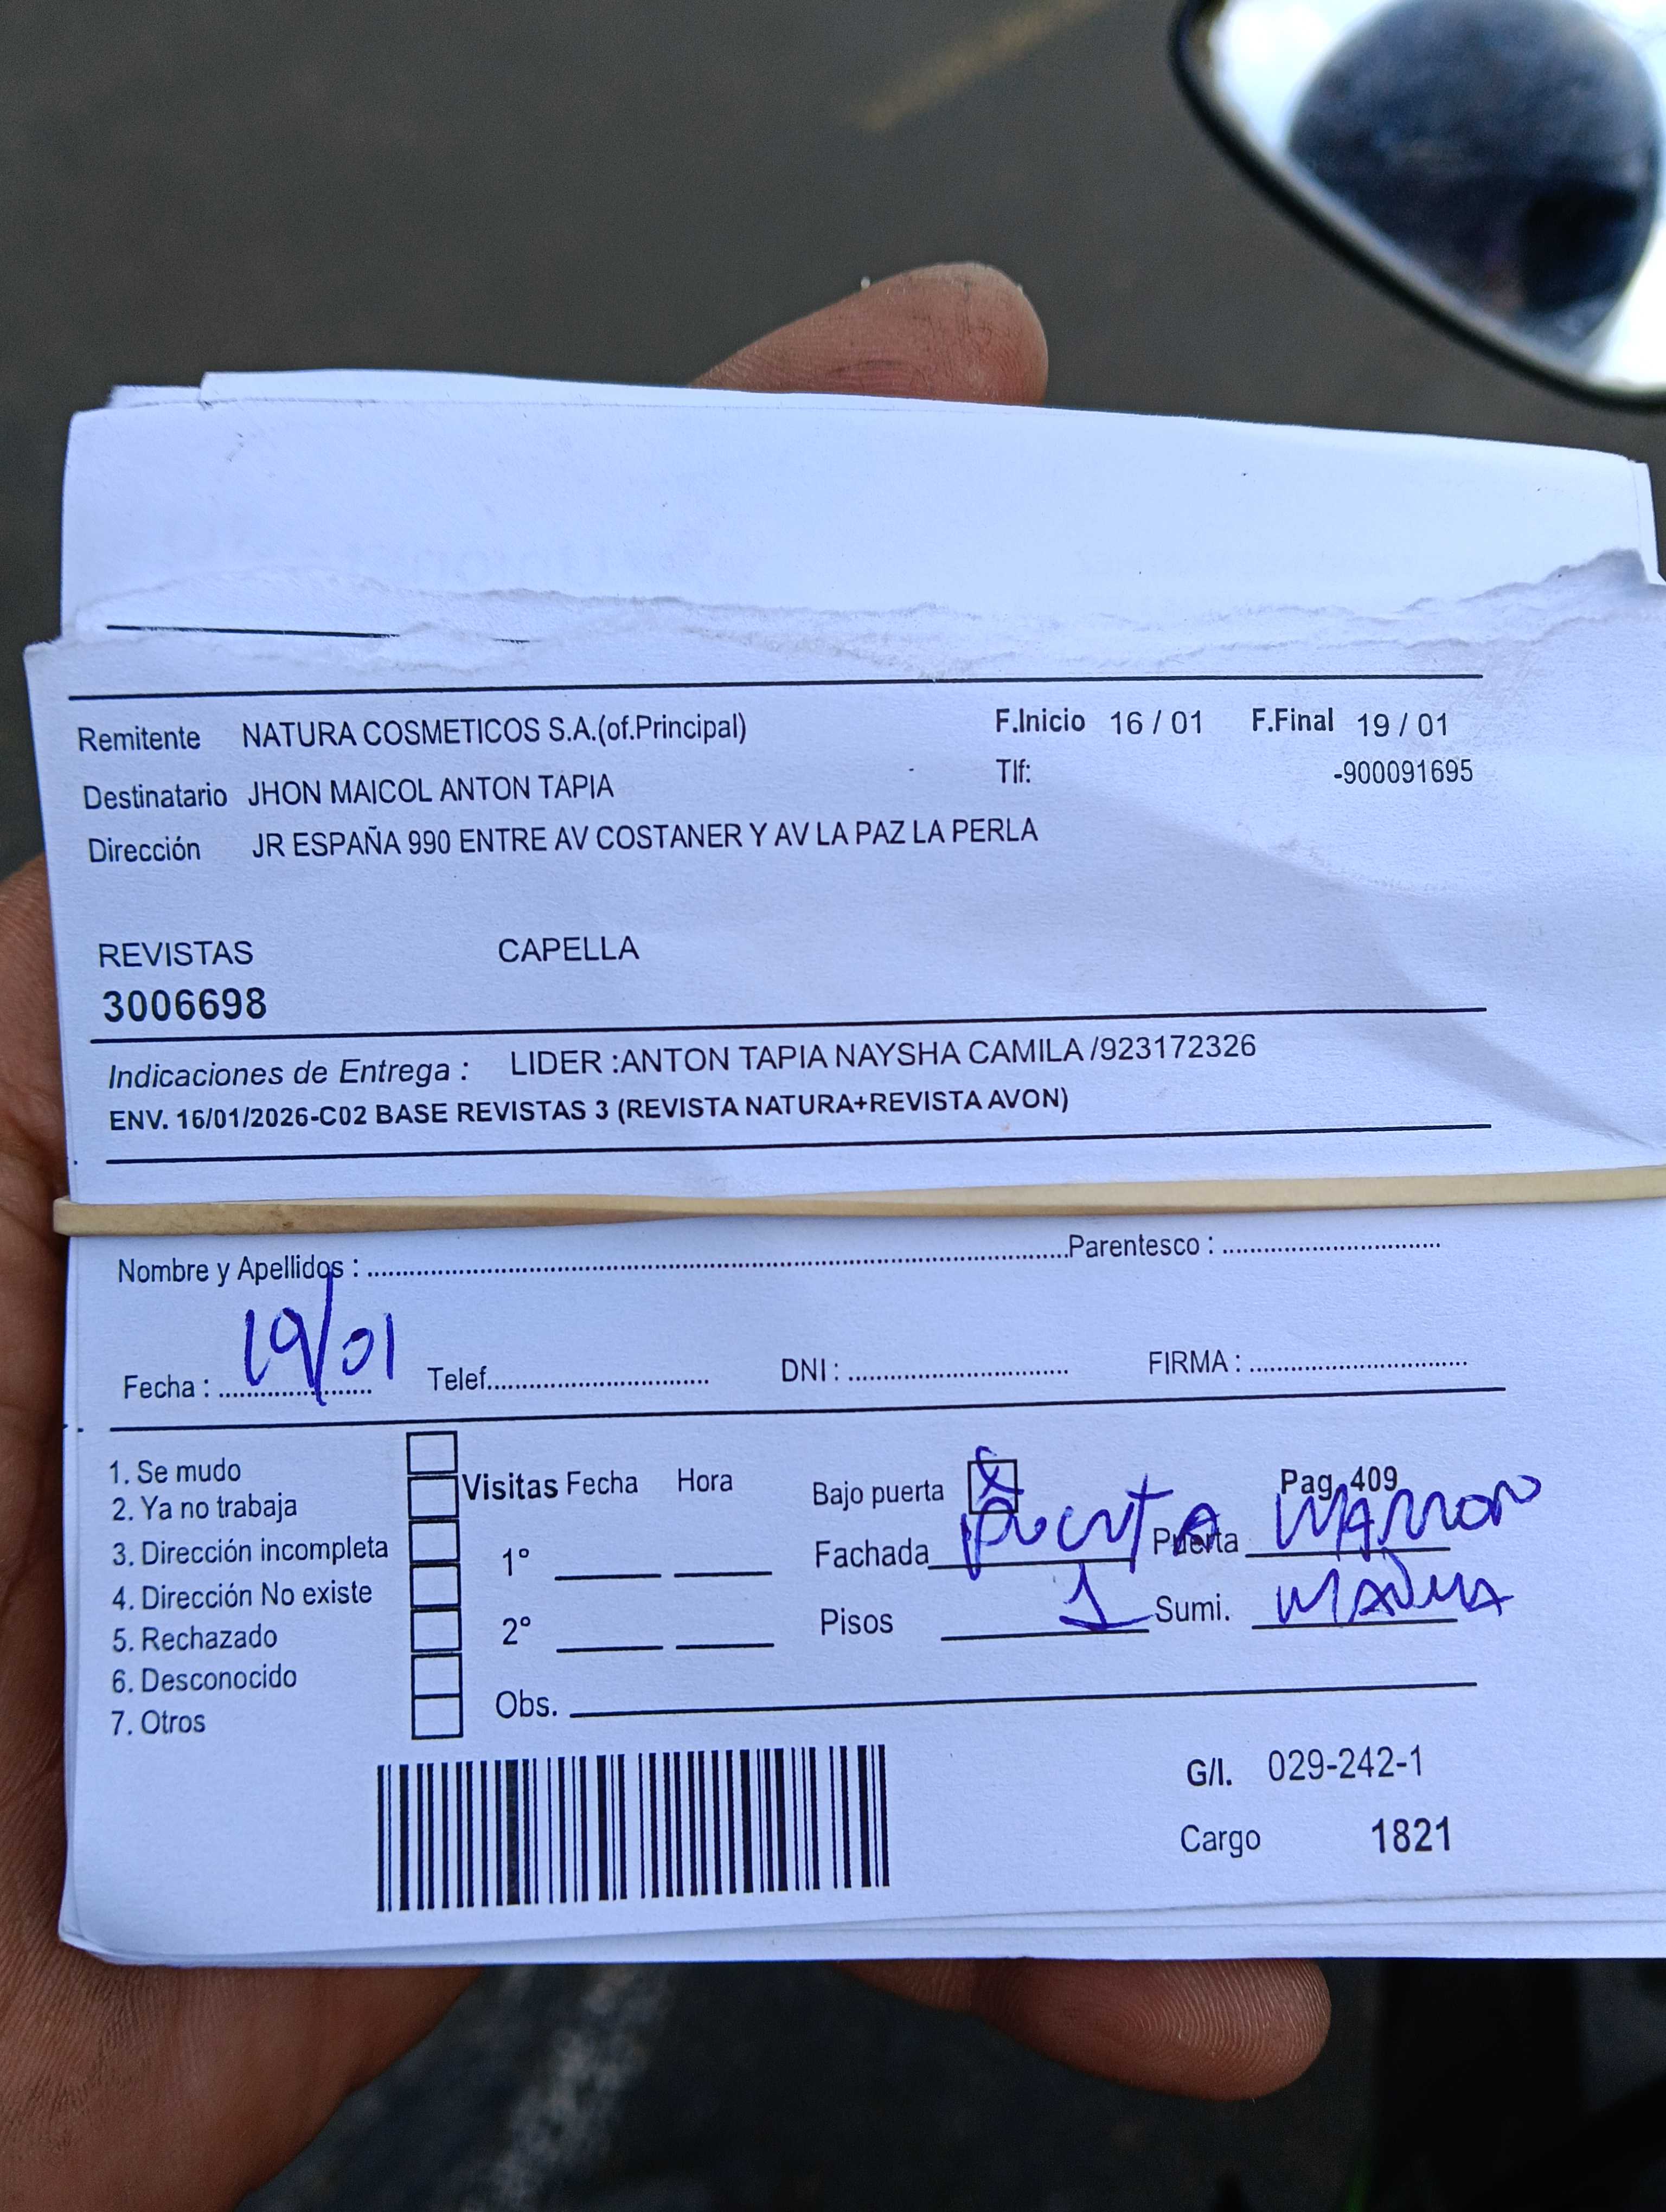 Remitente NATURA COSMETICOS S.A.(of.Principal) F.Inicio 16 / 01 F.Final 19 / 01
Destinatario JHON MAICOL ANTON TAPIA Tlf: -900091695
Dirección JR ESPAÑA 990 ENTRE AV COSTANER Y AV LA PAZ LA PERLA
REVISTAS CAPELLA
3006698
Indicaciones de Entrega : LIDER :ANTON TAPIA NAYSHA CAMILA /923172326
ENV. 16/01/2026-C02 BASE REVISTAS 3 (REVISTA NATURA+REVISTA AVON)
Nombre y Apellidos : Parentesco :
Fecha : 19/01 Telef. DNI : FIRMA :
1. Se mudo
2. Ya no trabaja
3. Dirección incompleta
4. Dirección No existe
5. Rechazado
6. Desconocido
7. Otros
Visitas Fecha Hora
1°
2°
Obs.
Bajo puerta X Pag. 409
Fachada puerta Puerta marron
Pisos 1 Sumi. madera
G/I. 029-242-1
Cargo 1821